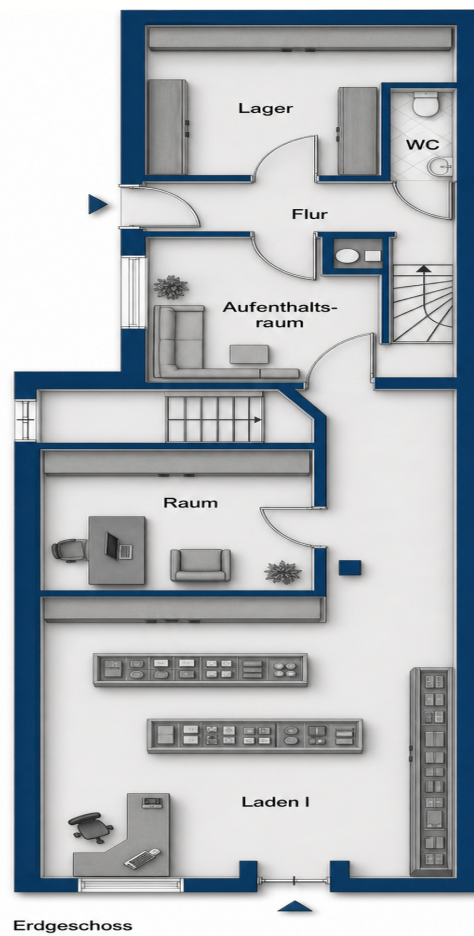 Lager
WC
Flur
Aufenthalts-
raum
Raum
Laden I
Erdgeschoss